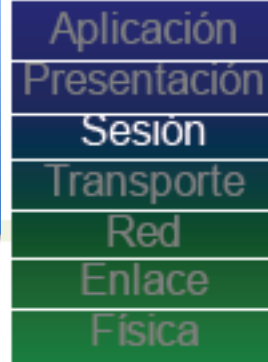 Aplicación
Presentación
Sesión
Transporte
Red
Enlace
Física